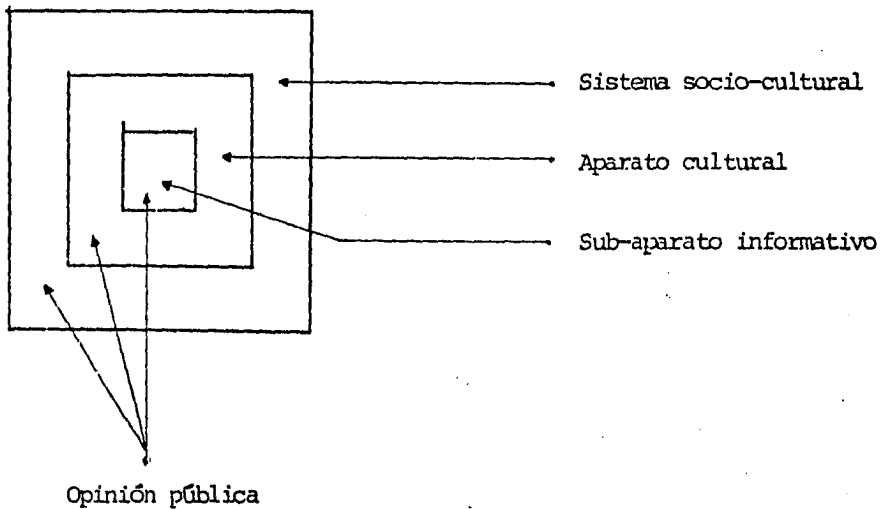 Sistema socio-cultural
Aparato cultural
Sub-aparato informativo
Opinión pública